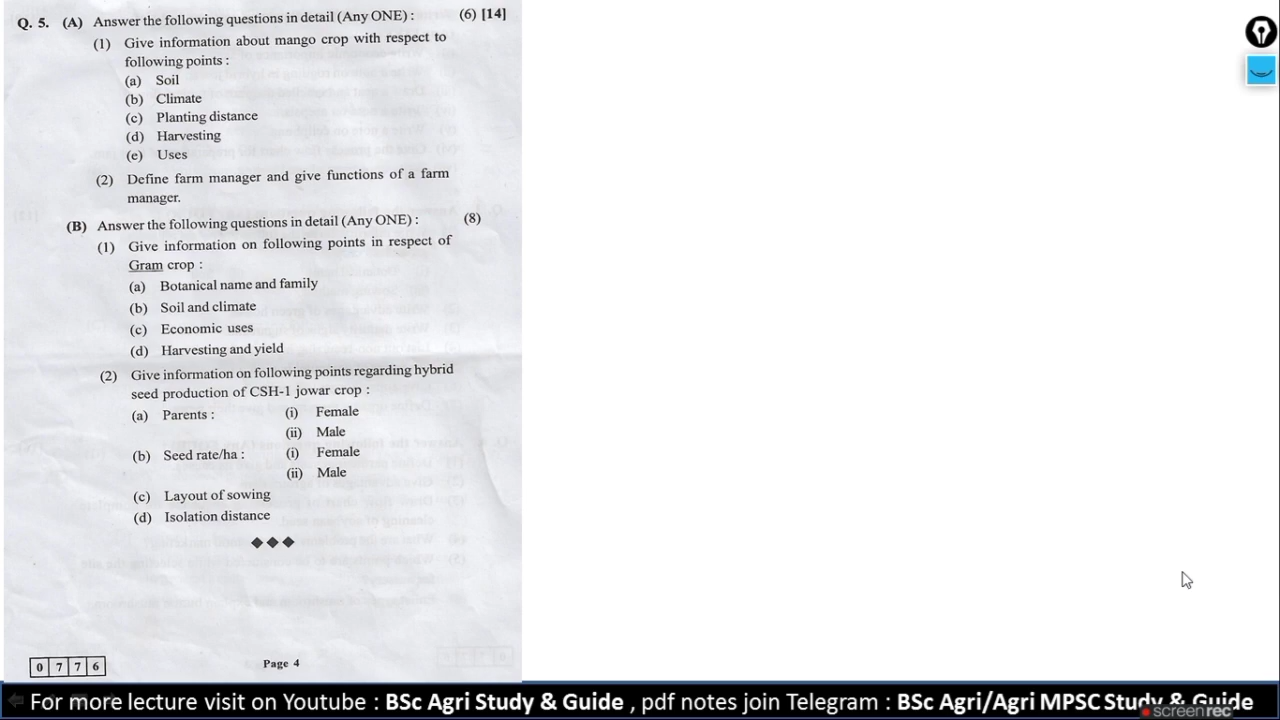 Q. 5. (A) Answer the following questions in detail (Any ONE) : (6) [14]
(1) Give information about mango crop with respect to
following points :
(a) Soil
(b) Climate
(c) Planting distance
(d) Harvesting
(e) Uses
(2) Define farm manager and give functions of a farm
manager.
(B) Answer the following questions in detail (Any ONE) : (8)
(1) Give information on following points in respect of
Gram crop :
(a) Botanical name and family
(b) Soil and climate
(c) Economic uses
(d) Harvesting and yield
(2) Give information on following points regarding hybrid
seed production of CSH-1 jowar crop :
(a) Parents : (i) Female
(ii) Male
(b) Seed rate/ha : (i) Female
(ii) Male
(c) Layout of sowing
(d) Isolation distance
0 7 7 6 Page 4
For more lecture visit on Youtube : BSc Agri Study & Guide , pdf notes join Telegram : BSc Agri/Agri MPSC Study & Guide
screenrec